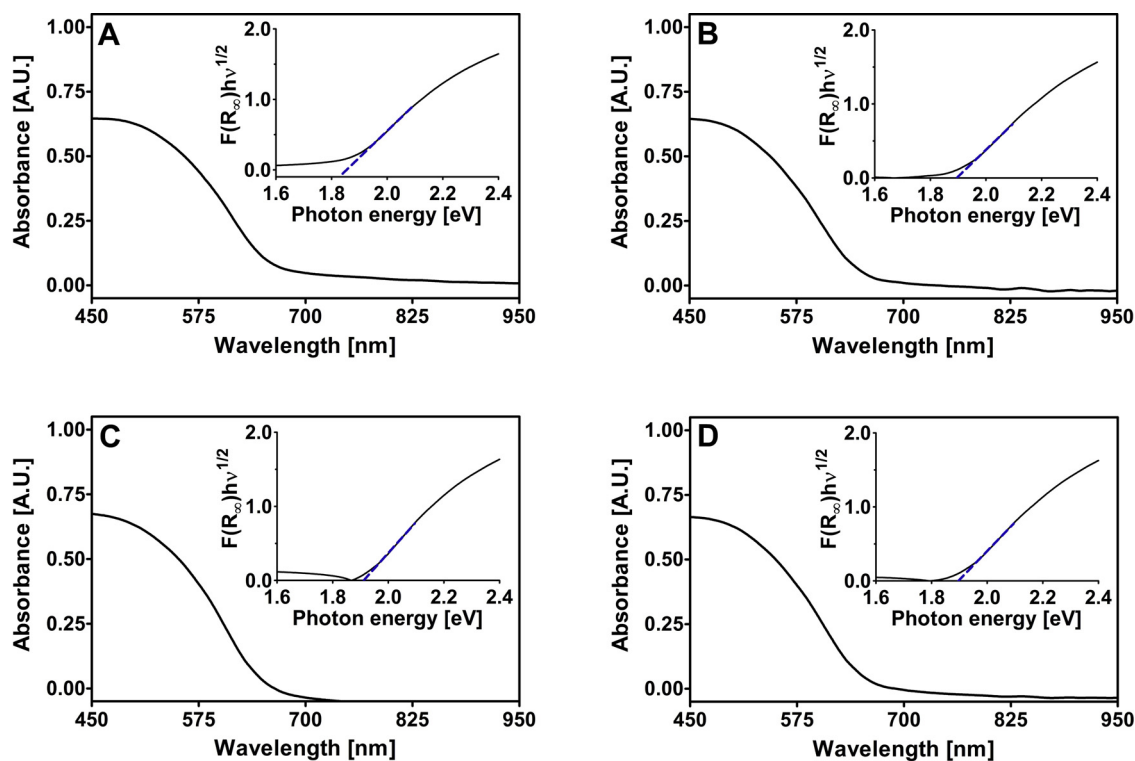 A
1.00
0.75
0.50
0.25
0.00
Absorbance [A.U.]
450 575 700 825 950
Wavelength [nm]
2.0
1.0
0.0
F(R∞)hν1/2
1.6 1.8 2.0 2.2 2.4
Photon energy [eV]
B
1.00
0.75
0.50
0.25
0.00
Absorbance [A.U.]
450 575 700 825 950
Wavelength [nm]
2.0
1.0
0.0
F(R∞)hν1/2
1.6 1.8 2.0 2.2 2.4
Photon energy [eV]
C
1.00
0.75
0.50
0.25
0.00
Absorbance [A.U.]
450 575 700 825 950
Wavelength [nm]
2.0
1.0
0.0
F(R∞)hν1/2
1.6 1.8 2.0 2.2 2.4
Photon energy [eV]
D
1.00
0.75
0.50
0.25
0.00
Absorbance [A.U.]
450 575 700 825 950
Wavelength [nm]
2.0
1.0
0.0
F(R∞)hν1/2
1.6 1.8 2.0 2.2 2.4
Photon energy [eV]